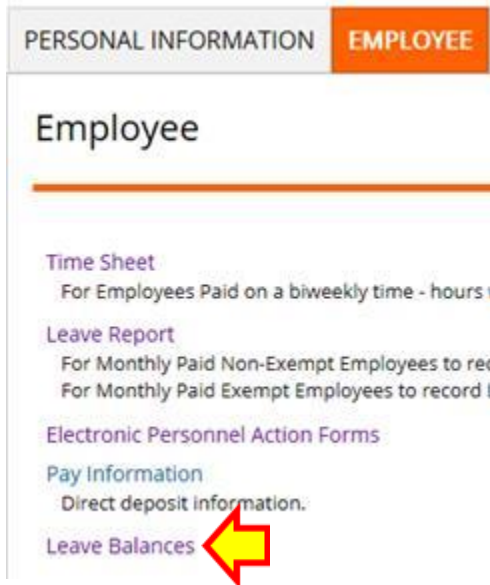 PERSONAL INFORMATION EMPLOYEE
Employee
Time Sheet
For Employees Paid on a biweekly time - hours
Leave Report
For Monthly Paid Non-Exempt Employees to rec
For Monthly Paid Exempt Employees to record
Electronic Personnel Action Forms
Pay Information
Direct deposit information.
Leave Balances